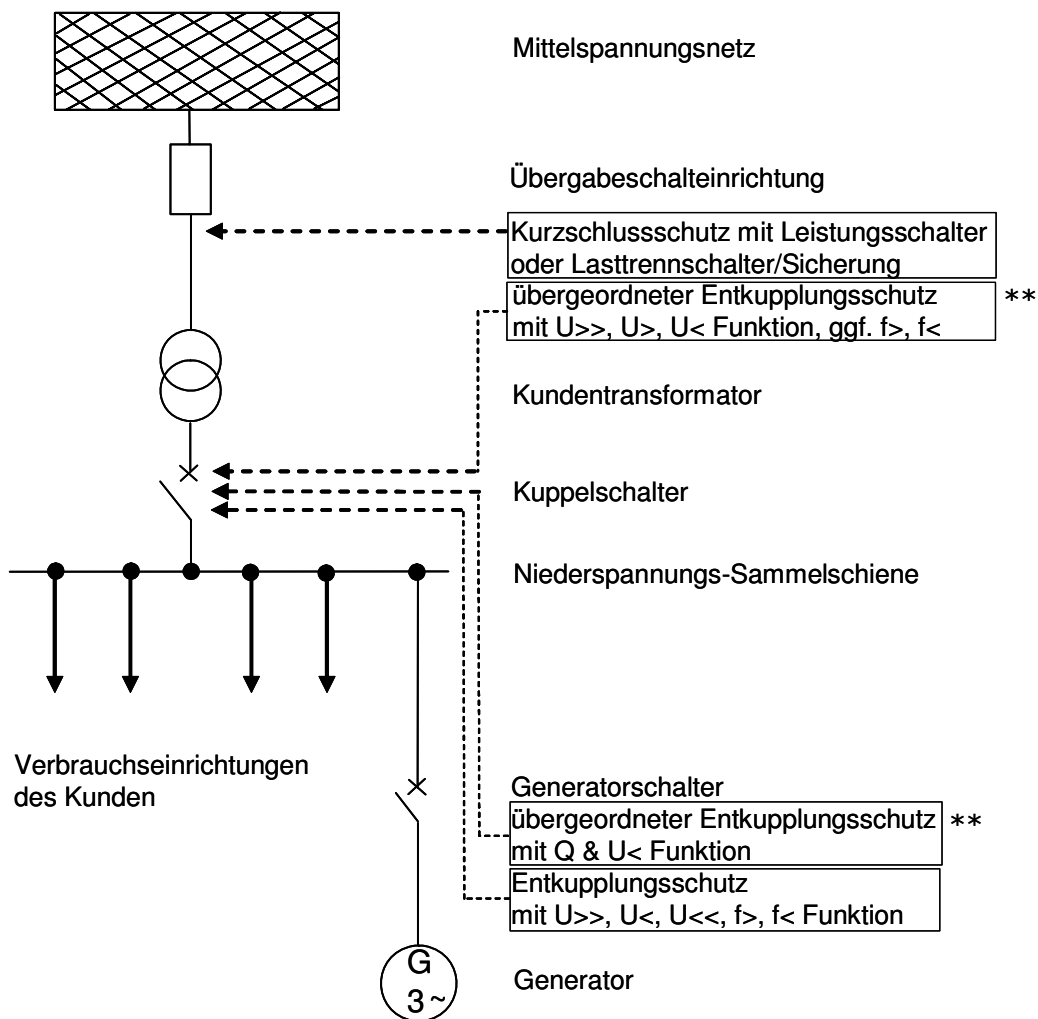 Mittelspannungsnetz
Übergabeschalteinrichtung
Kurzschlussschutz mit Leistungsschalter
oder Lasttrennschalter/Sicherung
übergeordneter Entkupplungsschutz **
mit U>>, U>, U< Funktion, ggf. f>, f<
Kundentransformator
Kuppelschalter
Niederspannungs-Sammelschiene
Verbrauchseinrichtungen
des Kunden
Generatorschalter
übergeordneter Entkupplungsschutz **
mit Q & U< Funktion
Entkupplungsschutz
mit U>>, U<, U<<, f>, f< Funktion
G
3~
Generator